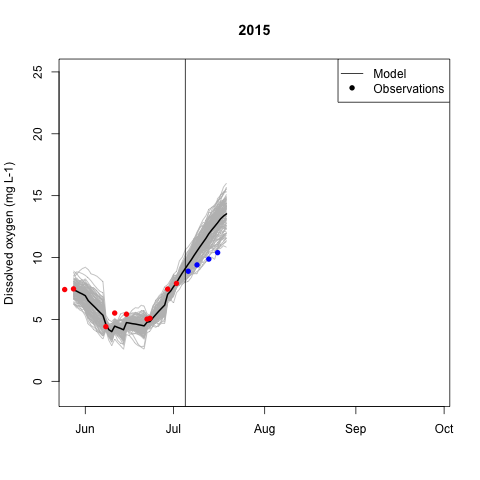 2015
Dissolved oxygen (mg L-1)
25
20
15
10
5
0
Model
Observations
Jun
Jul
Aug
Sep
Oct